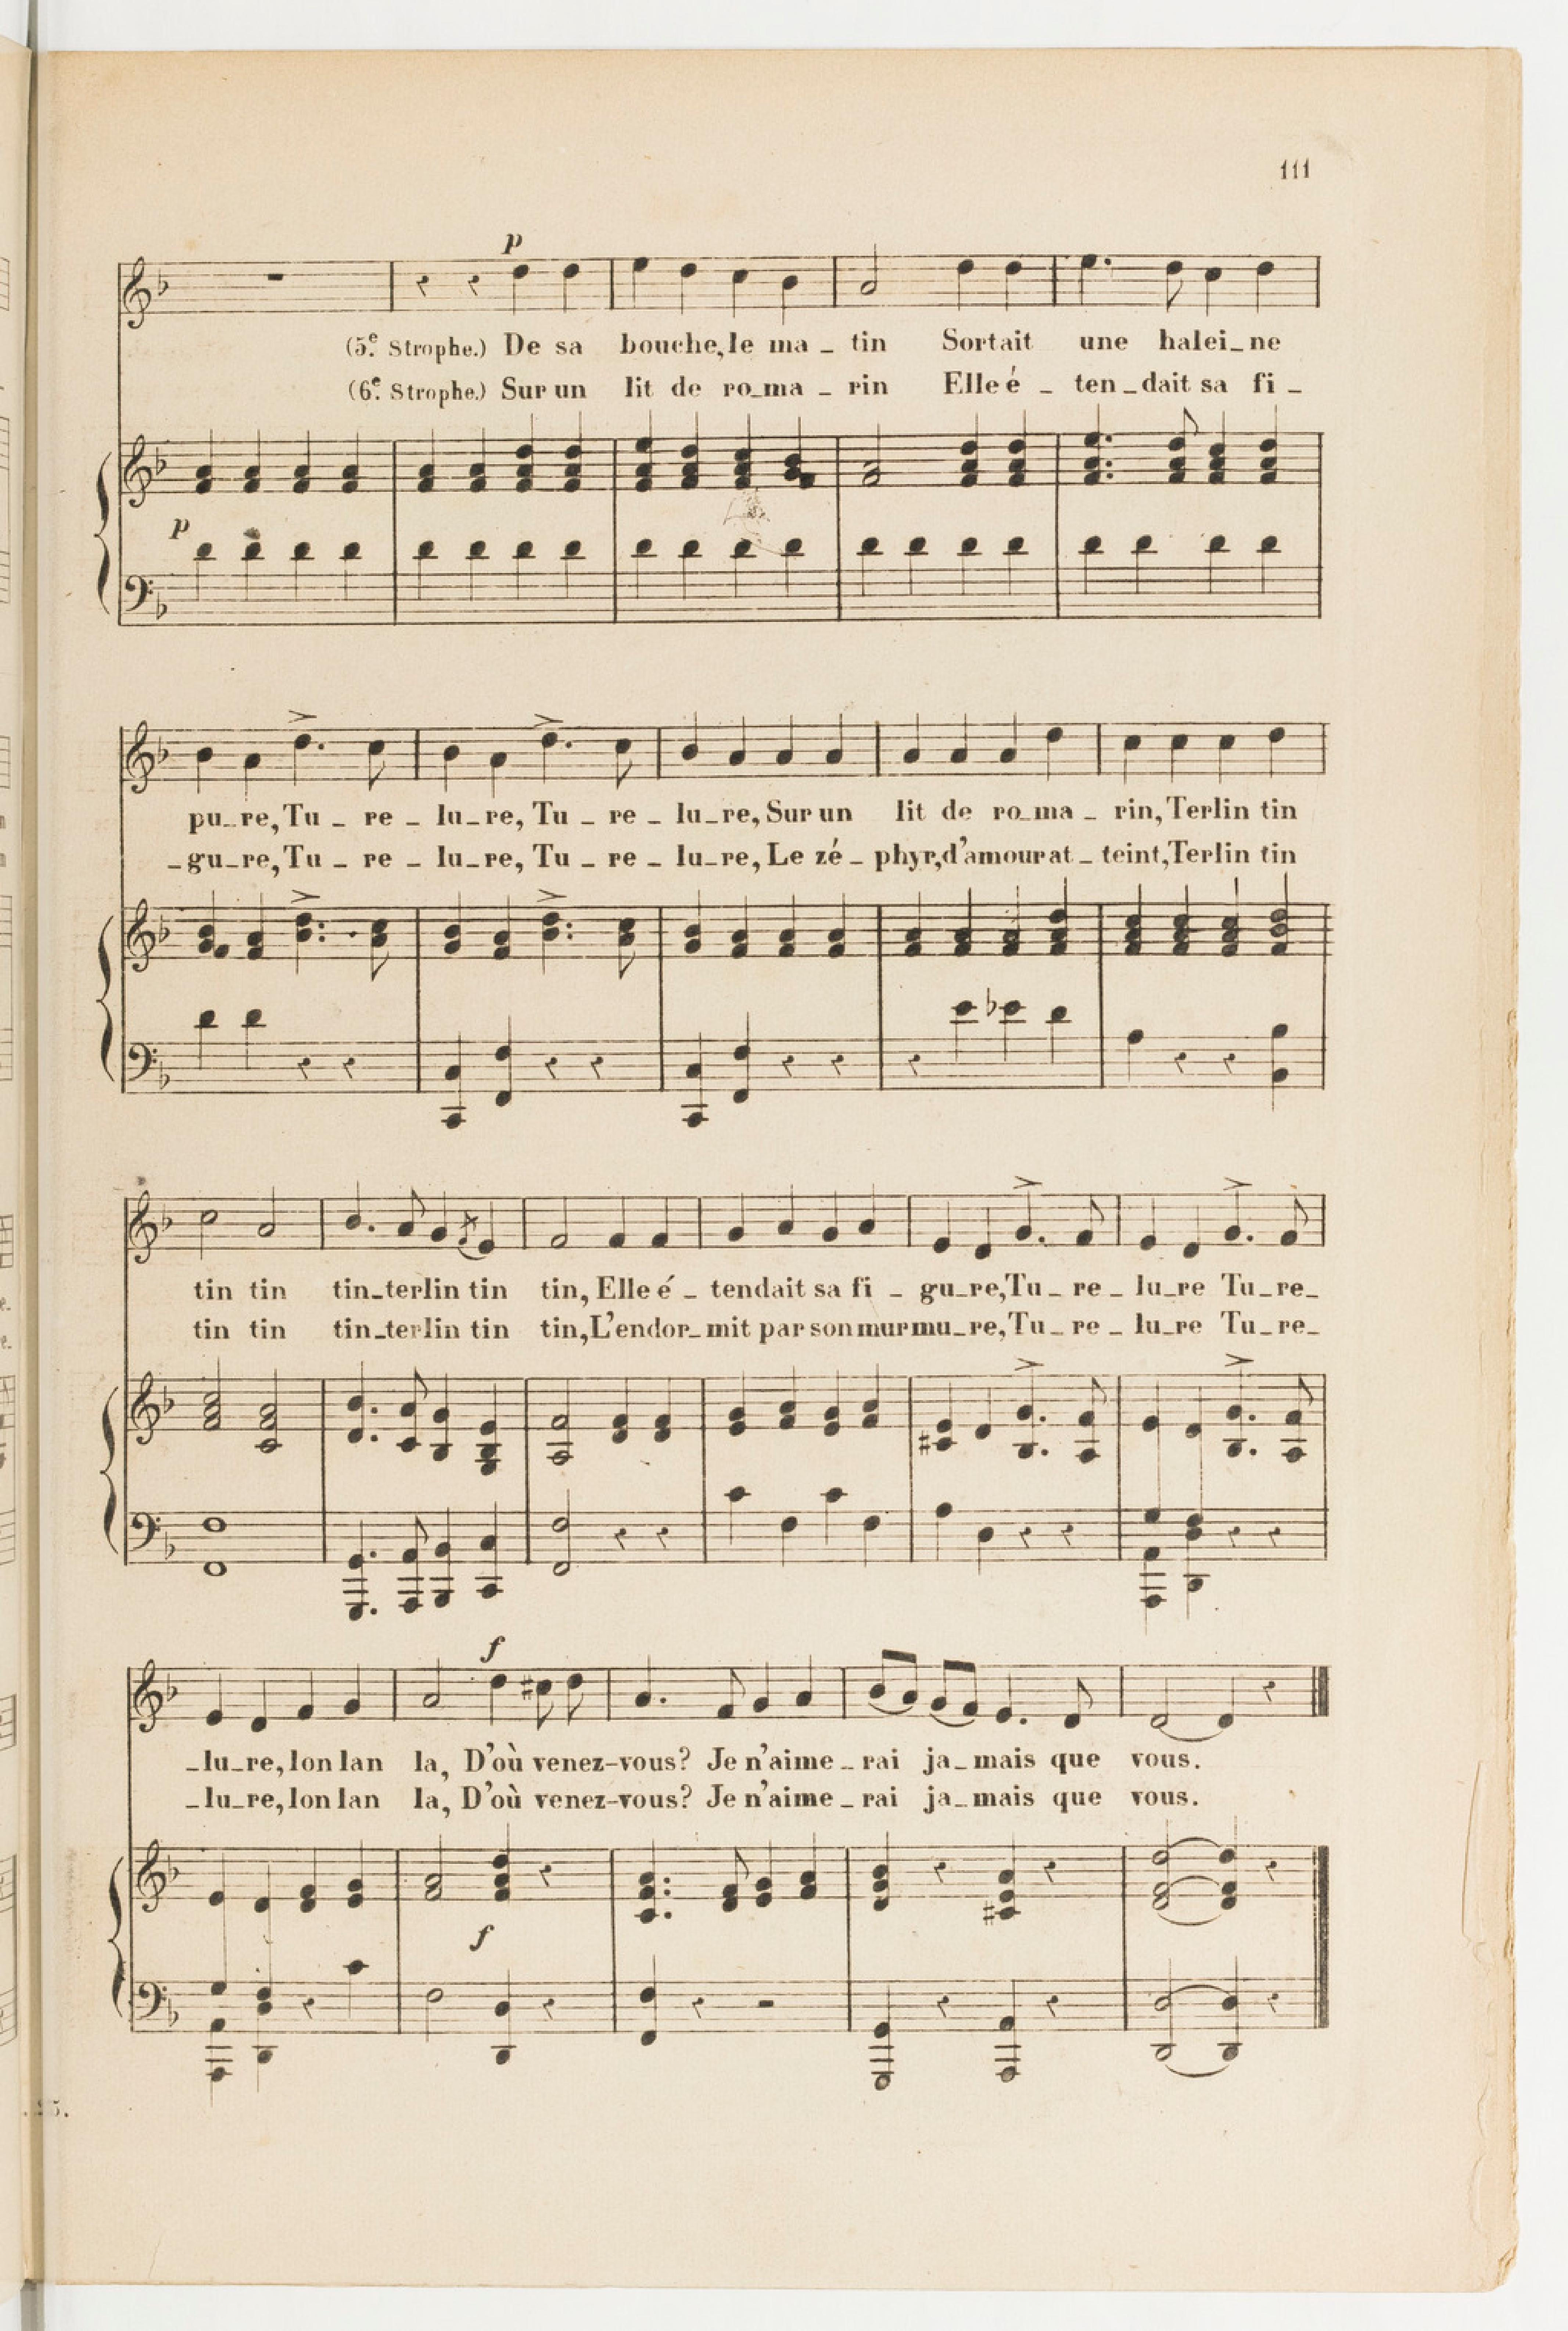 111
p
(5e. Strophe.) De sa bouche, le ma_tin Sortait une halei_ne
(6e. Strophe.) Sur un lit de ro_ma_rin Elle é_ten_dait sa fi_
p
pu_re, Tu_re_lu_re, Tu_re_lu_re, Sur un lit de ro_ma_rin, Terlin tin
_gu_re, Tu_re_lu_re, Tu_re_lu_re, Le zé_phyr, d'amour at_teint, Terlin tin
tin tin tin_terlin tin tin, Elle é_tendait sa fi_gu_re, Tu_re_lu_re Tu_re_
tin tin tin_terlin tin tin, L'endor_mit par son murmu_re, Tu_re_lu_re Tu_re_
f
_lu_re, lon lan la, D'où venez-vous? Je n'aime_rai ja_mais que vous.
_lu_re, lon lan la, D'où venez-vous? Je n'aime_rai ja_mais que vous.
f